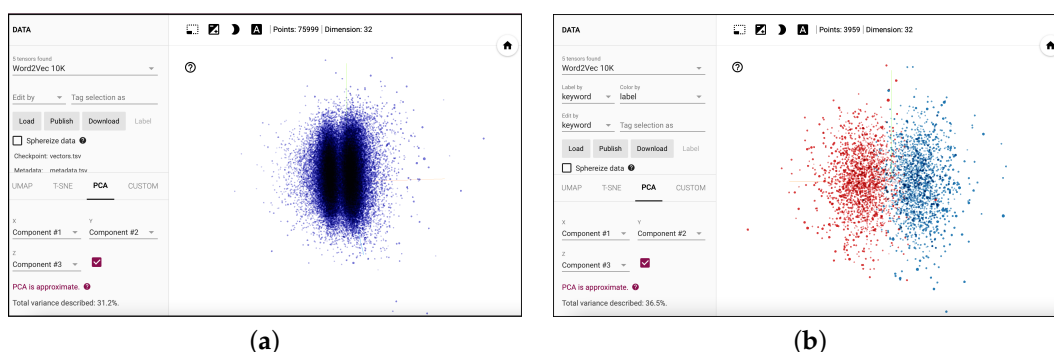 DATA
Points: 75999 | Dimension: 32
5 tensors found
Word2Vec 10K
Edit by
Tag selection as
Load Publish Download Label
Sphereize data
Checkpoint: vectors.tsv
Metadata: metadata.tsv
UMAP T-SNE PCA CUSTOM
X Y
Component #1 Component #2
Z
Component #3
PCA is approximate.
Total variance described: 31.2%.
(a)
DATA
A Points: 3959 | Dimension: 32
5 tensors found
Word2Vec 10K
Label by Color by
keyword label
Edit by
keyword Tag selection as
Load Publish Download Label
Sphereize data
UMAP T-SNE PCA CUSTOM
X Y
Component #1 Component #2
Z
Component #3
PCA is approximate.
Total variance described: 36.5%.
(b)